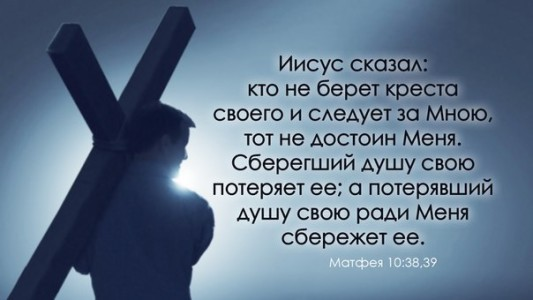 Иисус сказал:
кто не берет креста
своего и следует за Мною,
тот не достоин Меня.
Сберегший душу свою
потеряет ее; а потерявший
душу свою ради Меня
сбережет ее.
Матфея 10:38,39